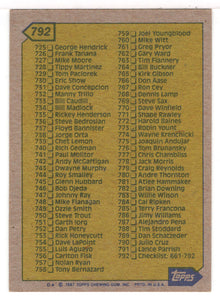 792
725 George Hendrick
726 Frank Tanana
727 Mike Moore
728 Tippy Martinez
729 Tom Paciorek
730 Eric Show
731 Dave Concepcion
732 Manny Trillo
733 Bill Caudill
734 Bill Madlock
735 Rickey Henderson
736 Steve Bedrosian
737 Floyd Bannister
738 Jorge Orta
739 Chet Lemon
740 Rich Gedman
741 Paul Molitor
742 Andy McGaffigan
743 Dwayne Murphy
744 Roy Smalley
745 Glenn Hubbard
746 Bob Ojeda
747 Johnny Ray
748 Mike Flanagan
749 Ozzie Smith
750 Steve Trout
751 Garth Iorg
752 Dan Petry
753 Rick Honeycutt
754 Dave LaPoint
755 Luis Aguayo
756 Carlton Fisk
757 Nolan Ryan
758 Tony Bernazard
759 Joel Youngblood
760 Mike Witt
761 Greg Pryor
762 Gary Ward
763 Tim Flannery
764 Bill Buckner
765 Kirk Gibson
766 Don Aase
767 Ron Cey
768 Dennis Lamp
769 Steve Sax
770 Dave Winfield
771 Shane Rawley
772 Harold Baines
773 Robin Yount
774 Wayne Krenchicki
775 Joaquin Andujar
776 Tom Brunansky
777 Chris Chambliss
778 Jack Morris
779 Craig Reynolds
780 Andre Thornton
781 Atlee Hammaker
782 Brian Downing
783 Willie Wilson
784 Cal Ripken
785 Terry Francona
786 Jimy Williams
787 Alejandro Pena
788 Tim Stoddard
789 Dan Schatzeder
790 Julio Cruz
791 Lance Parrish
792 Checklist: 661-792
TOPPS